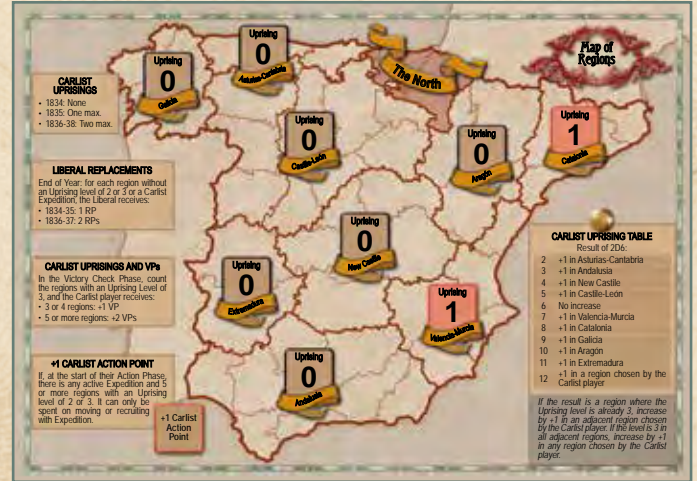 Map of
Regions
The North
Uprising
0
Galicia
Uprising
0
Asturias-Cantabria
Uprising
0
Castile-León
Uprising
0
Aragón
Uprising
1
Catalonia
Uprising
0
New Castile
Uprising
0
Extremadura
Uprising
1
Valencia-Murcia
Uprising
0
Andalusia
CARLIST
UPRISINGS
• 1834: None
• 1835: One max.
• 1836-38: Two max.
LIBERAL REPLACEMENTS
End of Year: for each region without
an Uprising level of 2 or 3 or a Carlist
Expedition, the Liberal receives:
• 1834-35: 1 RP
• 1836-37: 2 RPs
CARLIST UPRISINGS AND VPs
In the Victory Check Phase, count
the regions with an Uprising Level of
3, and the Carlist player receives:
• 3 or 4 regions: +1 VP
• 5 or more regions: +2 VPs
+1 CARLIST ACTION POINT
If, at the start of their Action Phase,
there is any active Expedition and 5
or more regions with an Uprising
level of 2 or 3. It can only be
spent on moving or recruiting
with Expedition.
+1 Carlist
Action
Point
CARLIST UPRISING TABLE
Result of 2D6:
2 +1 in Asturias-Cantabria
3 +1 in Andalusia
4 +1 in New Castile
5 +1 in Castile-León
6 No increase
7 +1 in Valencia-Murcia
8 +1 in Catalonia
9 +1 in Galicia
10 +1 in Aragón
11 +1 in Extremadura
12 +1 in a region chosen by the
Carlist player
If the result is a region where the
Uprising level is already 3, increase
by +1 in an adjacent region chosen
by the Carlist player. If the level is 3 in
all adjacent regions, increase by +1
in any region chosen by the Carlist
player.